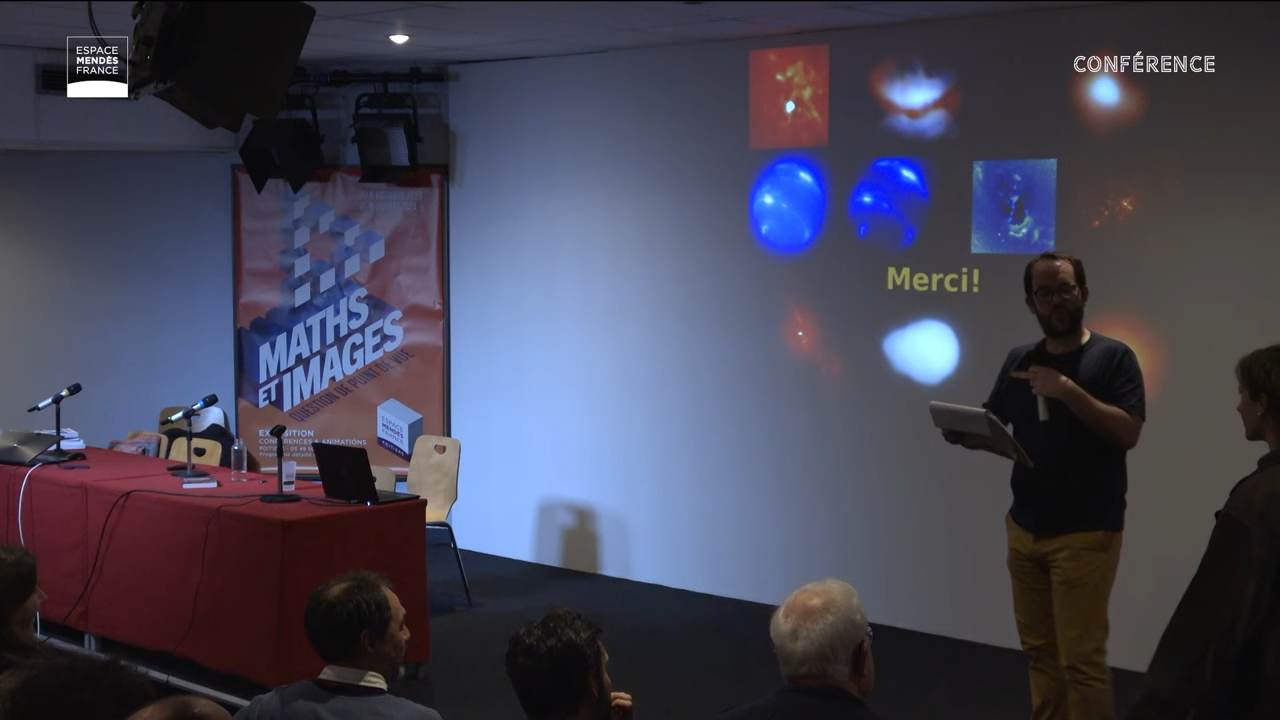 ESPACE
MENDÈS
FRANCE
CONFÉRENCE
Merci!
MATHS
ET IMAGES
QUESTION DE POINT DE VUE
ESPACE
MENDÈS
FRANCE
EXPOSITION
CONFÉRENCES & ANIMATIONS